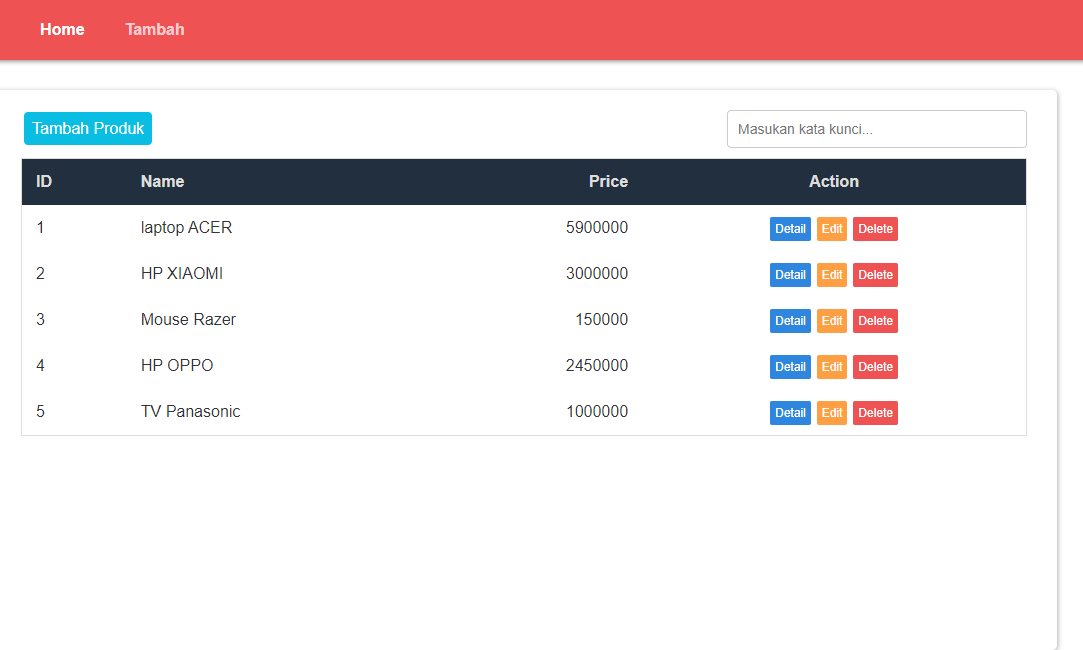 Home Tambah
Tambah Produk Masukan kata kunci...
ID Name Price Action
1 laptop ACER 5900000 Detail Edit Delete
2 HP XIAOMI 3000000 Detail Edit Delete
3 Mouse Razer 150000 Detail Edit Delete
4 HP OPPO 2450000 Detail Edit Delete
5 TV Panasonic 1000000 Detail Edit Delete